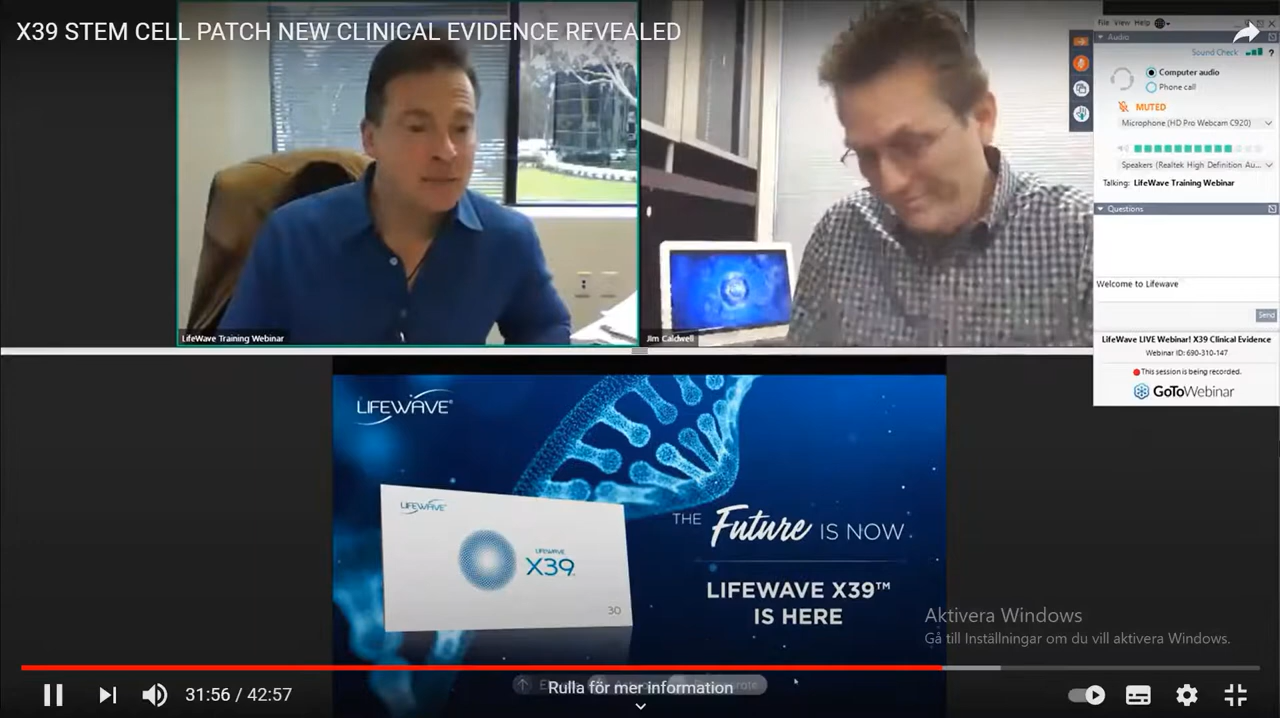 X39 STEM CELL PATCH NEW CLINICAL EVIDENCE REVEALED
File View Help
Audio
Sound Check ?
Computer audio
Phone call
MUTED
Microphone (HD Pro Webcam C920)
Speakers (Realtek High Definition Au...
Talking: LifeWave Training Webinar
Questions
Welcome to Lifewave
Send
LifeWave LIVE Webinar! X39 Clinical Evidence
Webinar ID: 690-310-147
This session is being recorded.
GoToWebinar
LifeWave Training Webinar
Jim Caldwell
LIFEWAVE®
LIFEWAVE
LIFEWAVE
X39
30
THE Future IS NOW
LIFEWAVE X39™
IS HERE
Aktivera Windows
Gå till Inställningar om du vill aktivera Windows.
Rulla för mer information
31:56 / 42:57